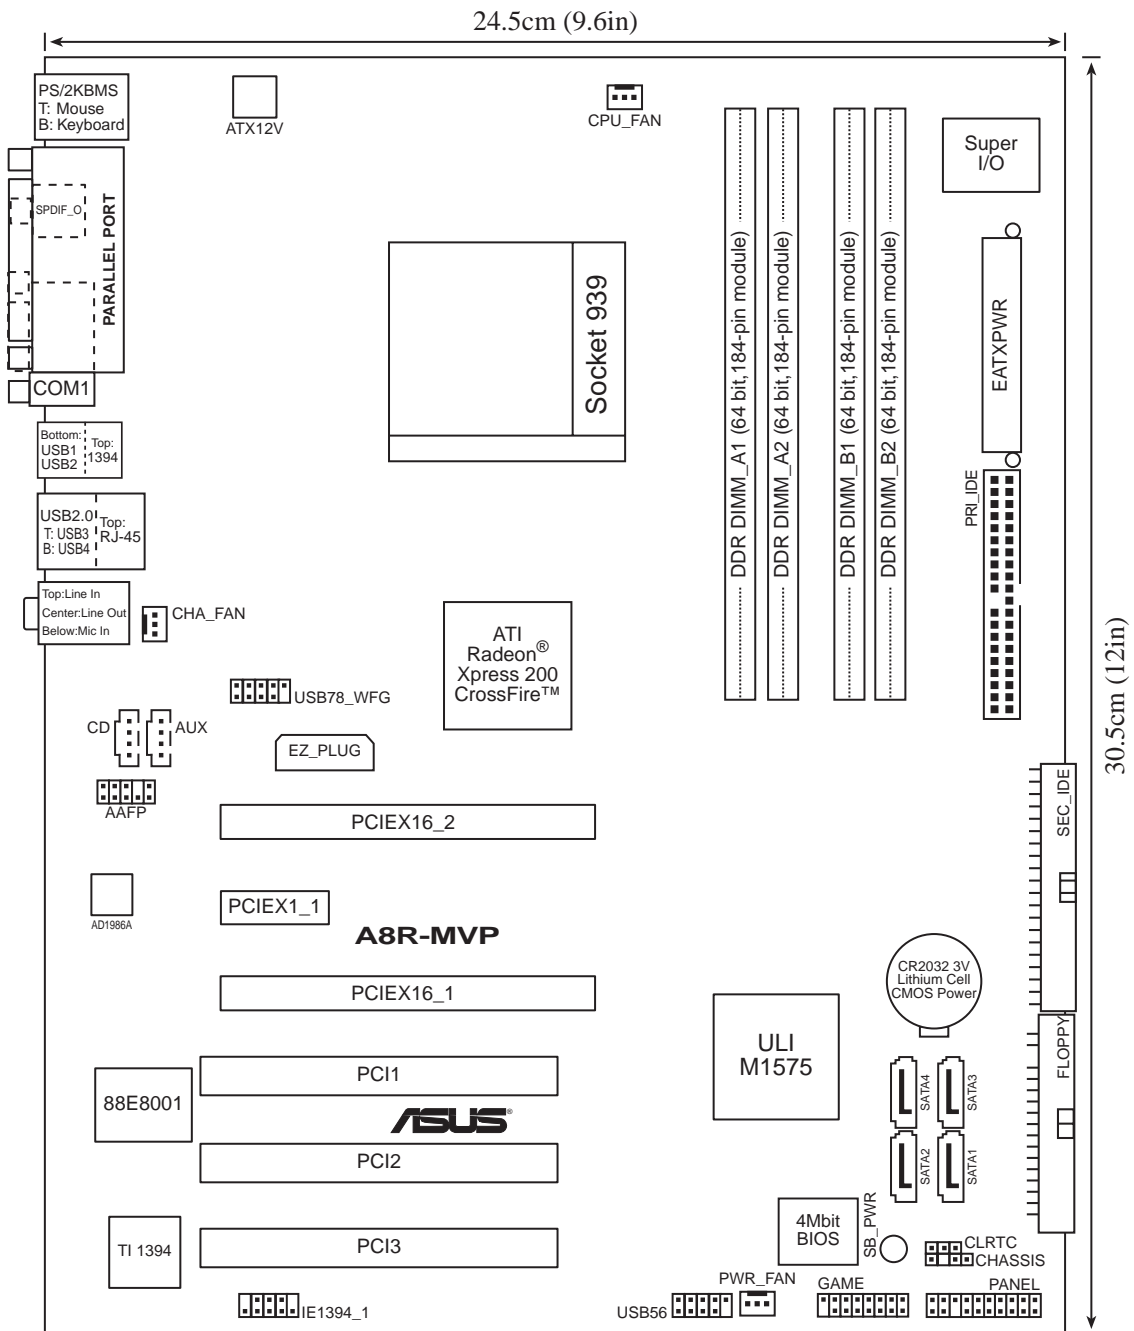 24.5cm (9.6in)
PS/2KBMS
T: Mouse
B: Keyboard
ATX12V
CPU_FAN
Super
I/O
SPDIF_O
PARALLEL PORT
Socket 939
DDR DIMM_A1 (64 bit,184-pin module)
DDR DIMM_A2 (64 bit,184-pin module)
DDR DIMM_B1 (64 bit,184-pin module)
DDR DIMM_B2 (64 bit,184-pin module)
EATXPWR
COM1
Bottom:
USB1
USB2
Top:
1394
PRI_IDE
USB2.0
T: USB3
B: USB4
Top:
RJ-45
Top:Line In
Center:Line Out
Below:Mic In
CHA_FAN
ATI
Radeon®
Xpress 200
CrossFire™
30.5cm (12in)
USB78_WFG
CD
AUX
EZ_PLUG
AAFP
PCIEX16_2
SEC_IDE
AD1986A
PCIEX1_1
A8R-MVP
CR2032 3V
Lithium Cell
CMOS Power
PCIEX16_1
ULI
M1575
FLOPPY
PCI1
88E8001
SATA4
SATA3
ASUS®
PCI2
SATA2
SATA1
4Mbit
BIOS
SB_PWR
TI 1394
PCI3
CLRTC
CHASSIS
PWR_FAN
GAME
PANEL
IE1394_1
USB56